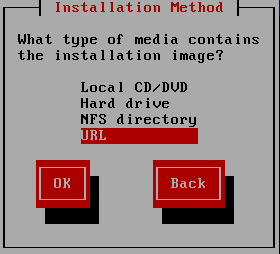 Installation Method
What type of media contains
the installation image?
Local CD/DVD
Hard drive
NFS directory
URL
OK
Back